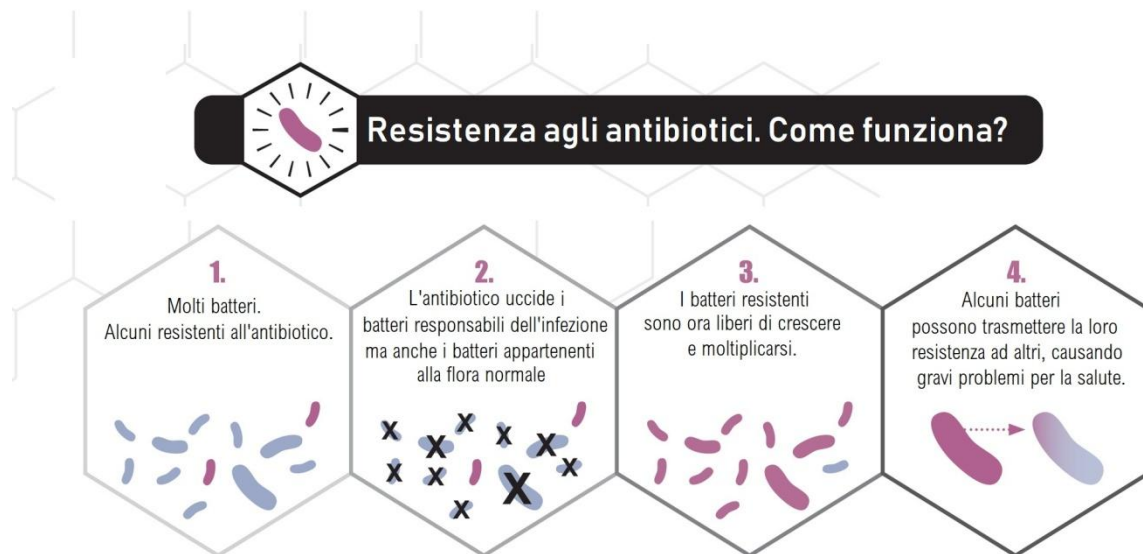 Resistenza agli antibiotici. Come funziona?
1.
Molti batteri.
Alcuni resistenti all'antibiotico.
2.
L'antibiotico uccide i
batteri responsabili dell'infezione
ma anche i batteri appartenenti
alla flora normale
X X X X X X X X X X
3.
I batteri resistenti
sono ora liberi di crescere
e moltiplicarsi.
4.
Alcuni batteri
possono trasmettere la loro
resistenza ad altri, causando
gravi problemi per la salute.